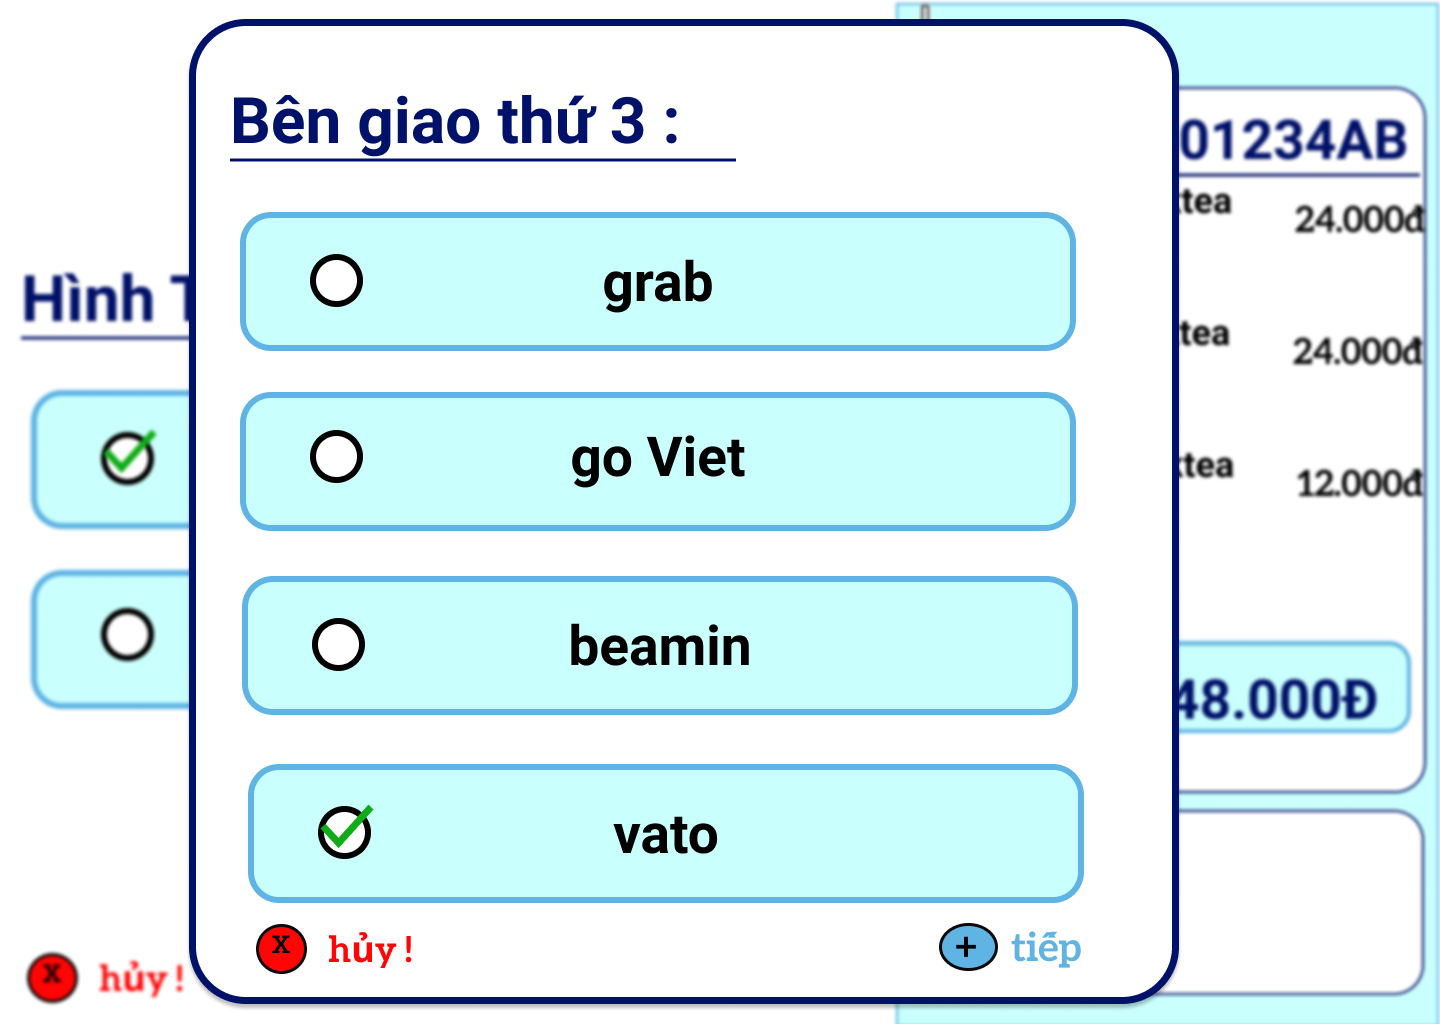 Bên giao thứ 3 :
grab
go Viet
beamin
vato
x hủy !
+ tiếp
Hình
x hủy !
01234AB
tea 24.000đ
tea 24.000đ
tea 12.000đ
48.000Đ